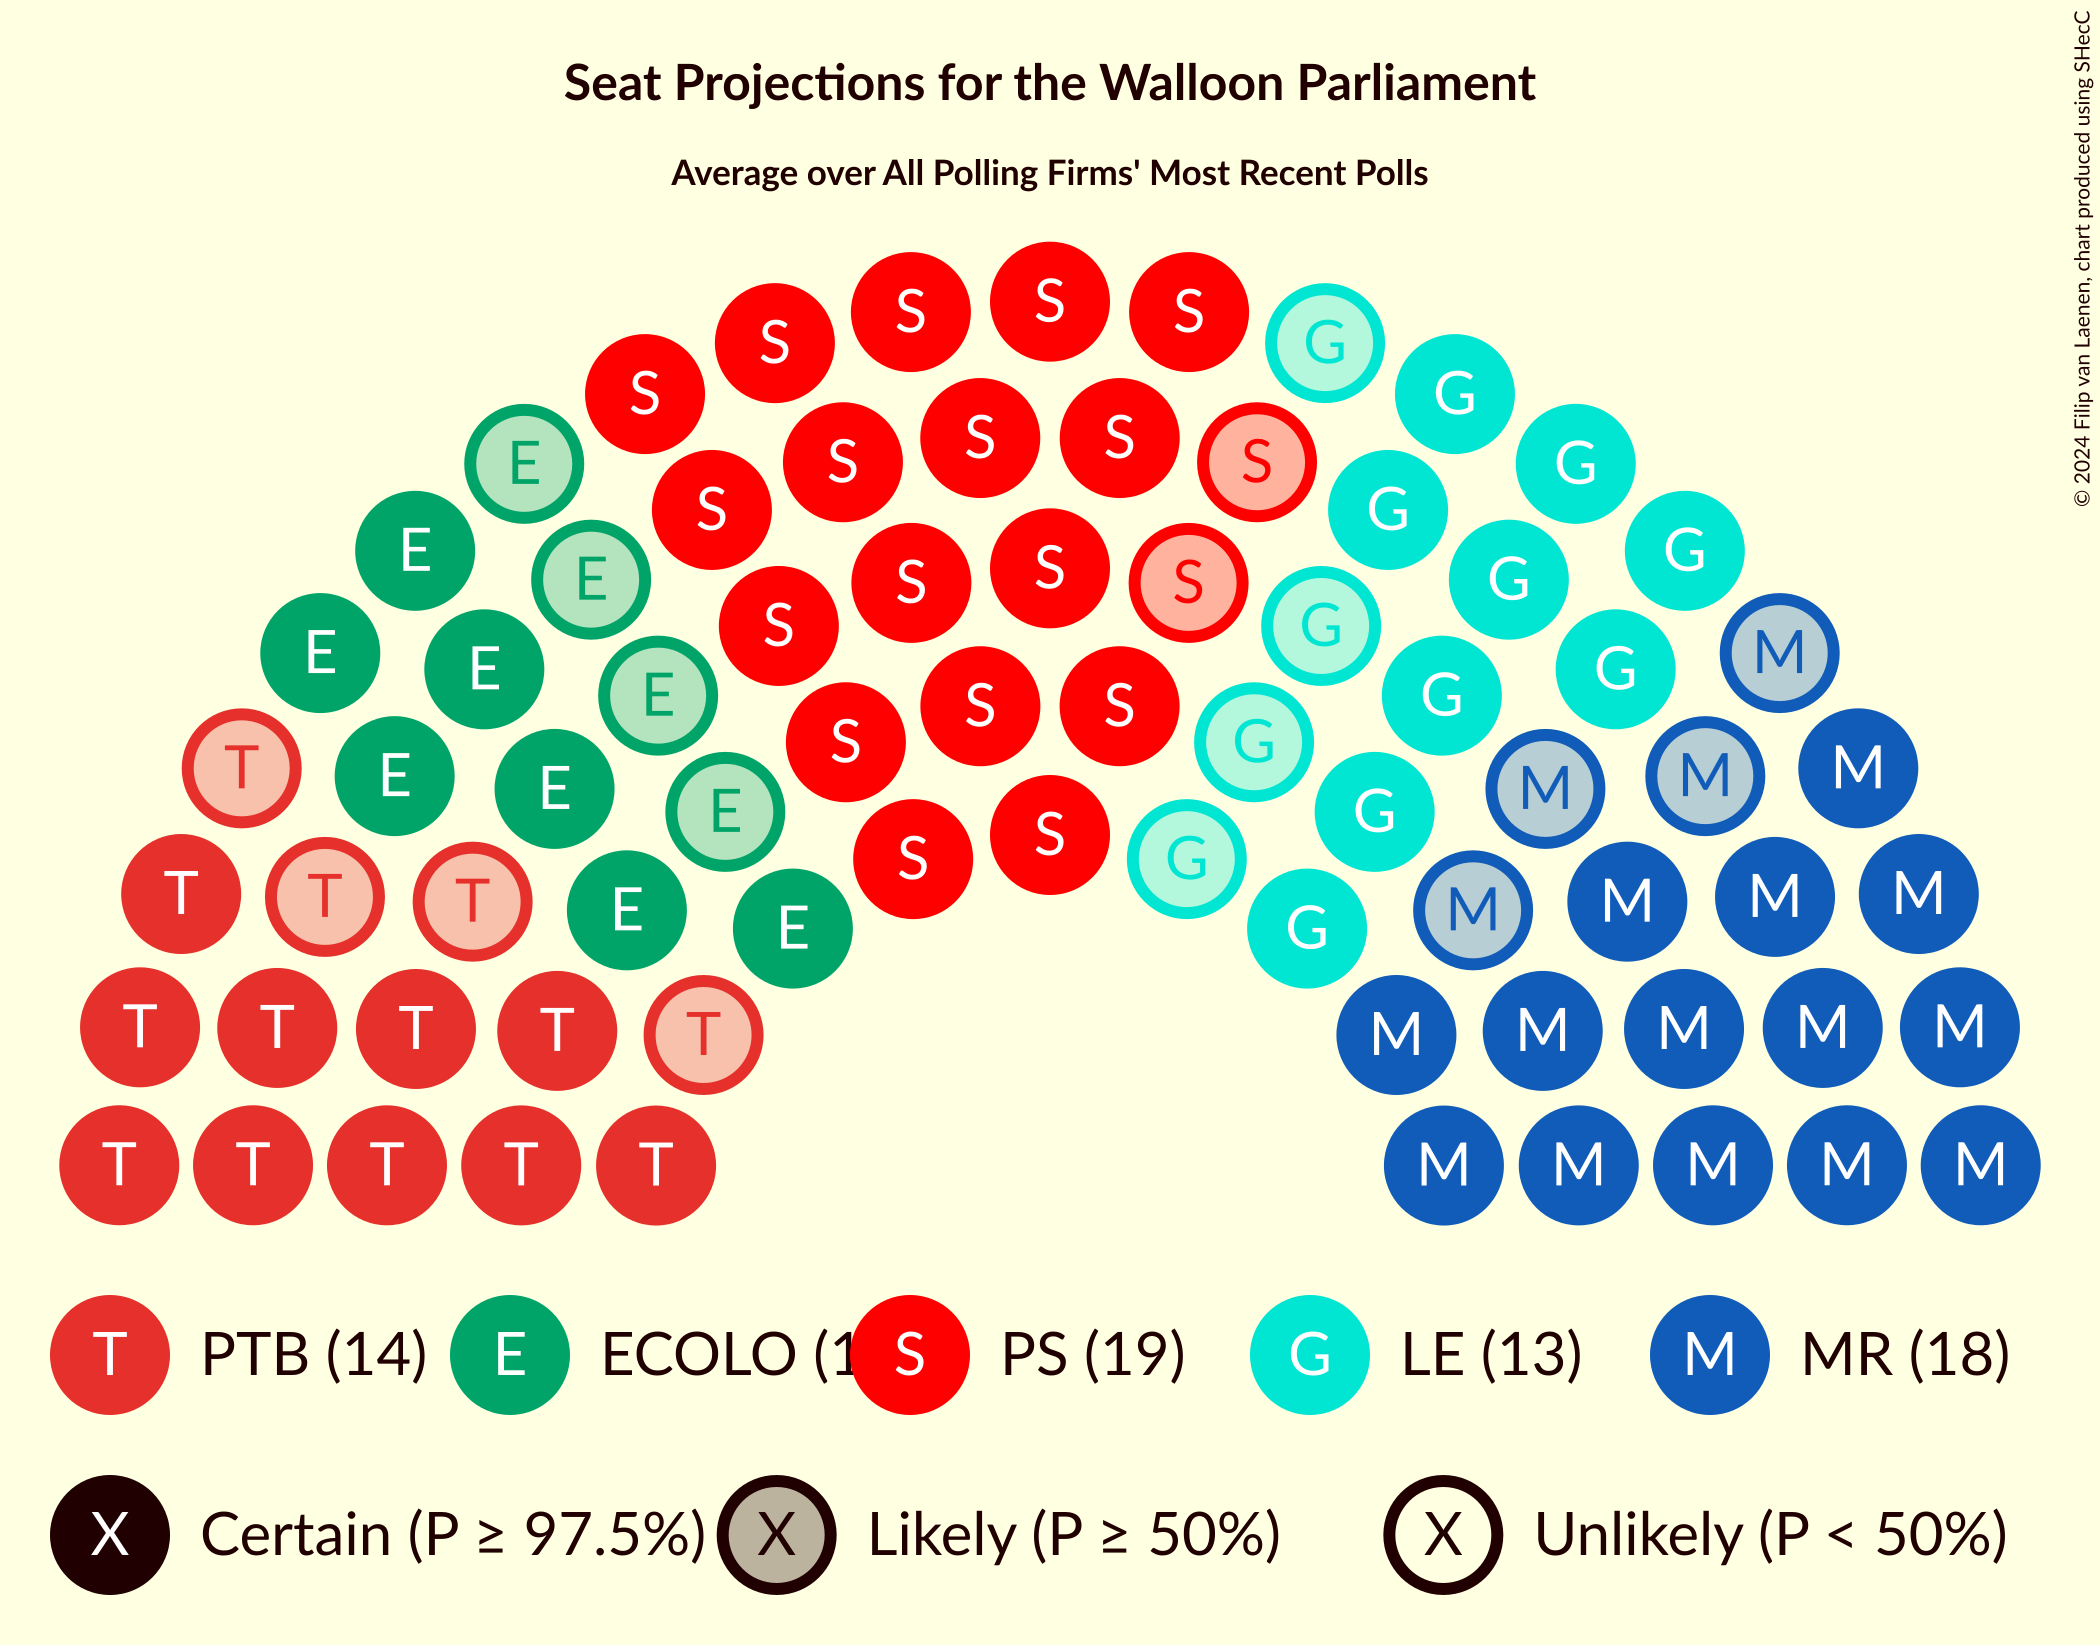 © 2024 Filip van Laenen, chart produced using SHecC
Seat Projections for the Walloon Parliament
Average over All Polling Firms' Most Recent Polls
S S S S G
S G
E S S S S G
S G
E E S S S G G
E E S G G M
E S S G
T E E S G M M M
E S G
T T T E E S G G M M M M
T T T T T M M M M M
T T T T T M M M M M
T PTB (14) E ECOLO (1 S PS (19) G LE (13) M MR (18)
X Certain (P ≥ 97.5%) X Likely (P ≥ 50%) X Unlikely (P < 50%)